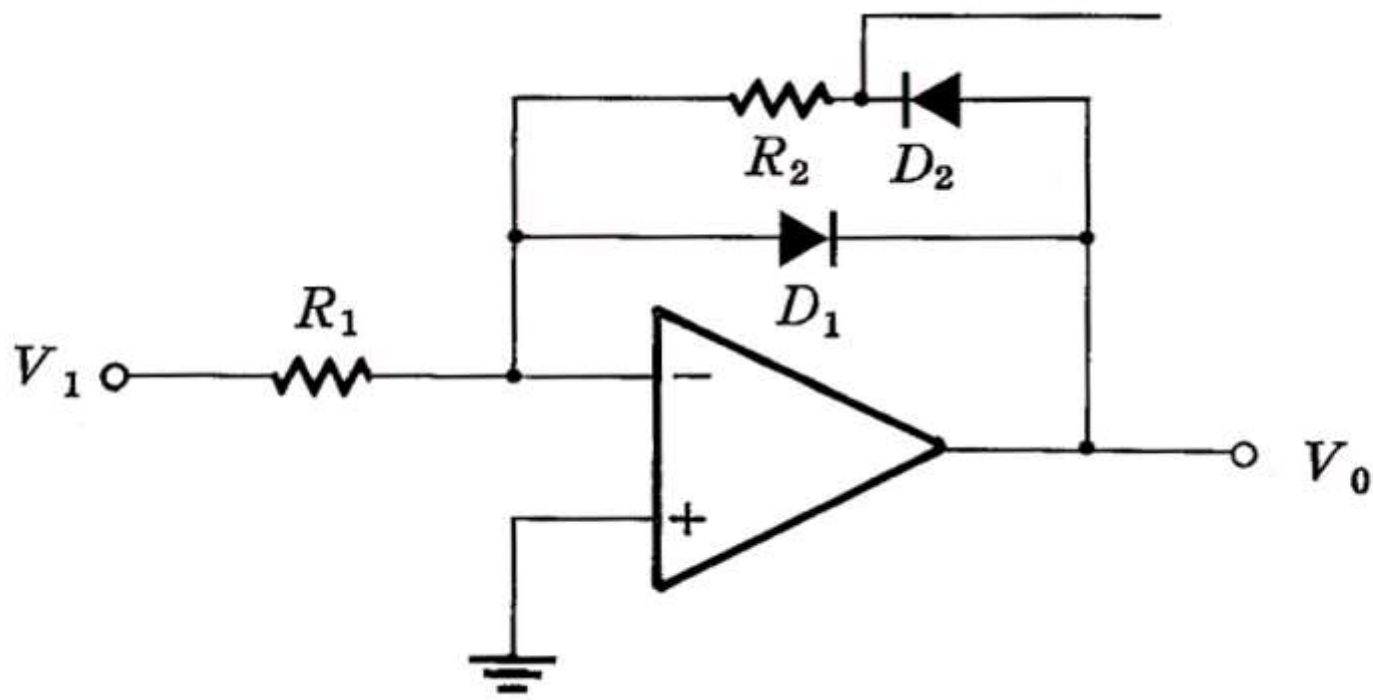 R₂
D₂
D₁
R₁
V₁
−
+
V₀